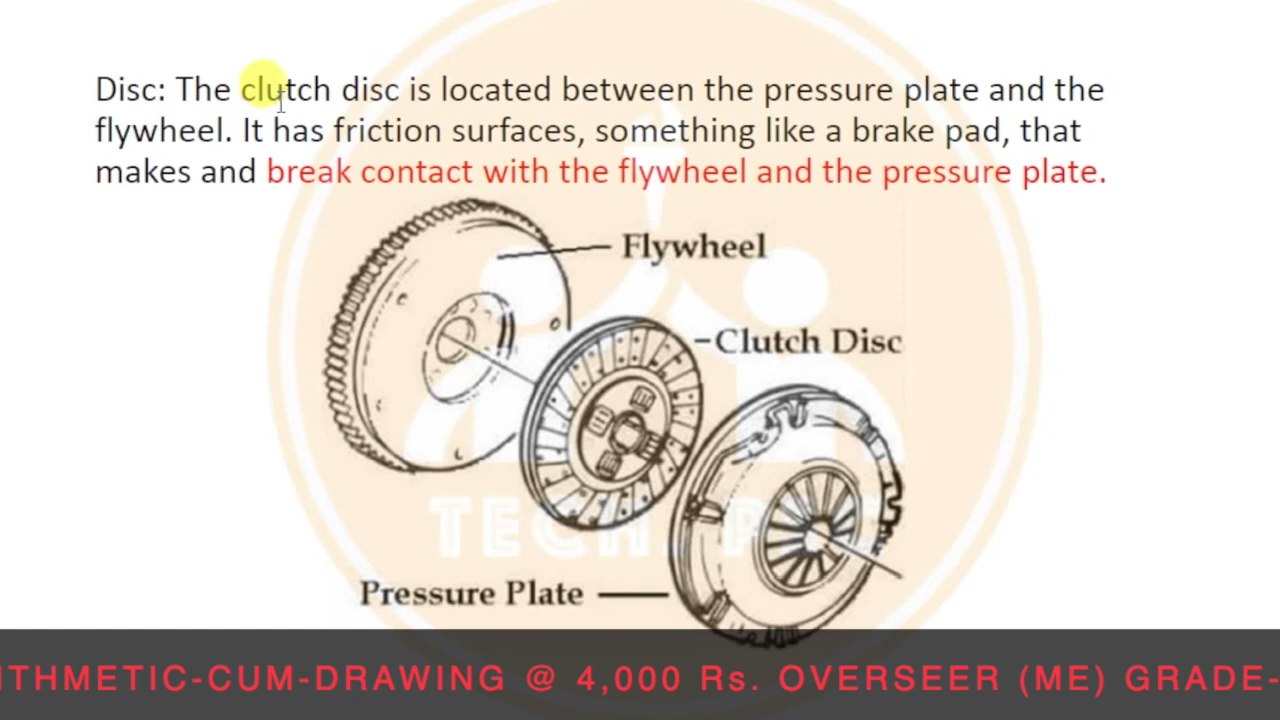 Disc: The clutch disc is located between the pressure plate and the
flywheel. It has friction surfaces, something like a brake pad, that
makes and break contact with the flywheel and the pressure plate.
Flywheel
Clutch Disc
TECH
Pressure Plate
ITHMETIC-CUM-DRAWING @ 4,000 Rs. OVERSEER (ME) GRADE-